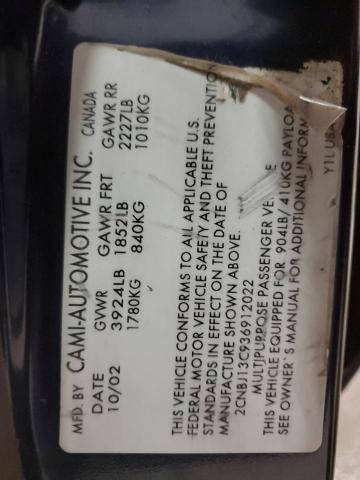 MFD. BY CAMI-AUTOMOTIVE INC. CANADA
DATE GVWR GAWR FRT GAWR RR
10/02 3924LB 1852LB 2227LB
1780KG 840KG 1010KG
THIS VEHICLE CONFORMS TO ALL APPLICABLE U.S.
FEDERAL MOTOR VEHICLE SAFETY AND THEFT PREVENTION
STANDARDS IN EFFECT ON THE DATE OF
MANUFACTURE SHOWN ABOVE.
2CNBJ13C936912022
MULTIPURPOSE PASSENGER VE E
THIS VEHICLE EQUIPPED FOR 904LB/ 410KG PAYLOA
SEE OWNER'S MANUAL FOR ADDITIONAL INFORM
Y1L USA